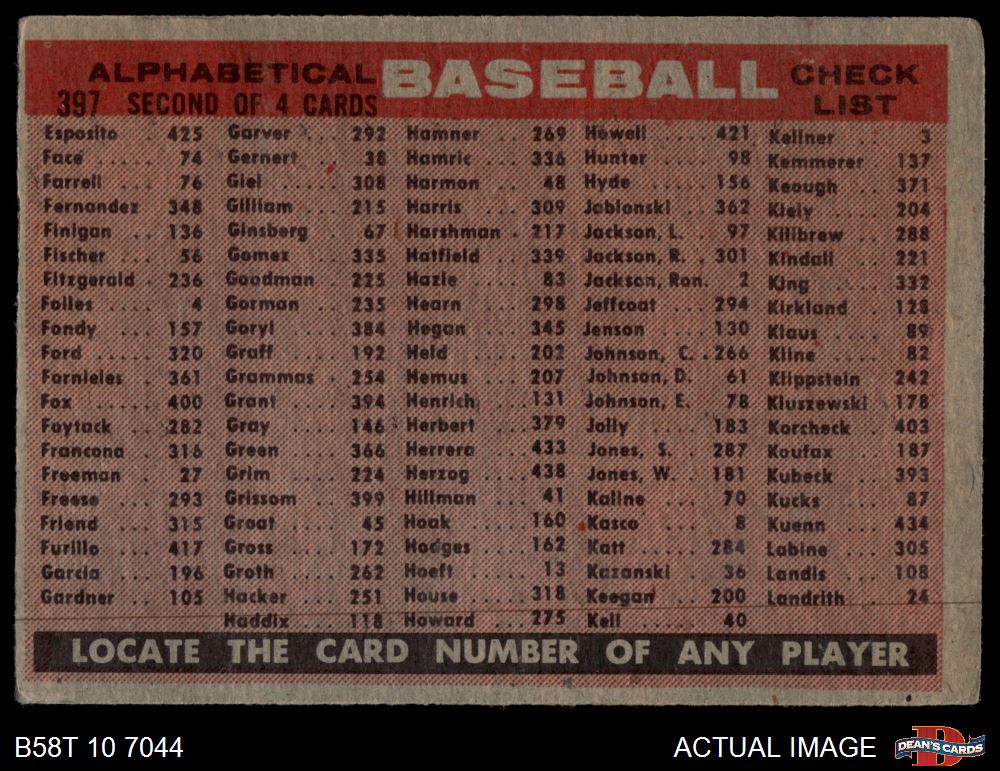 ALPHABETICAL BASEBALL CHECK LIST
397 SECOND OF 4 CARDS
Esposito . 425
Face ..... 74
Farrell ... 76
Fernandez 348
Finigan .. 136
Fischer ... 56
Fitzgerald . 236
Foiles .... 4
Fondy ... 157
Ford ..... 320
Fornieles . 361
Fox ...... 400
Foytack .. 282
Francona . 316
Freeman .. 27
Freese ... 293
Friend ... 315
Furillo ... 417
Garcia ... 196
Gardner .. 105
Garver ... 292
Gernert .. 38
Giel ..... 308
Gilliam ... 215
Ginsberg .. 67
Gomez ... 335
Goodman . 225
Gorman .. 235
Goryl .... 384
Graff .... 192
Grammas . 254
Grant .... 394
Gray ..... 146
Green .... 366
Grim .... 224
Grissom .. 399
Groat .... 45
Gross .... 172
Groth .... 262
Hacker ... 251
Haddix ... 118
Hamner .. 269
Hamric ... 336
Harmon .. 48
Harris ... 309
Harshman . 217
Hatfield .. 339
Hazle .... 83
Hearn ... 298
Hegan ... 345
Held .... 202
Hemus ... 207
Henrich ... 131
Herbert ... 379
Herrera ... 433
Herzog ... 438
Hillman ... 41
Hoak .... 160
Hodges ... 162
Hoeft .... 13
House .... 318
Howard ... 275
Howell .... 421
Hunter ... 98
Hyde ..... 156
Jablonski . 362
Jackson, L. . 97
Jackson, R. . 301
Jackson, Ron. 2
Jeffcoat .. 294
Jenson ... 130
Johnson, C. . 266
Johnson, D. 61
Johnson, E. 78
Jolly .... 183
Jones, S. . 287
Jones, W. . 181
Kaline ... 70
Kasco ... 8
Katt ..... 284
Kazanski . 36
Keegan .. 200
Kell ..... 40
Kellner .. 3
Kemmerer . 137
Keough .. 371
Kiely .... 204
Killbrew .. 288
Kindall .. 221
King .... 332
Kirkland .. 128
Klaus ... 89
Kline ... 82
Klippstein . 242
Kluszewski . 178
Korcheck . 403
Koufax .. 187
Kubeck .. 393
Kucks ... 87
Kuenn .. 434
Labine ... 305
Landis ... 108
Landrith .. 24
LOCATE THE CARD NUMBER OF ANY PLAYER
B58T 10 7044
ACTUAL IMAGE
D
DEAN'S CARDS